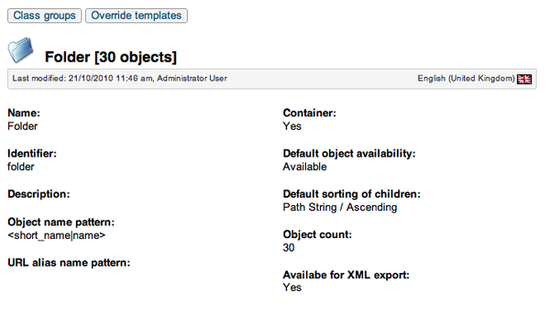 Class groups Override templates
Folder [30 objects]
Last modified: 21/10/2010 11:46 am, Administrator User English (United Kingdom)
Name:
Folder
Identifier:
folder
Description:
Object name pattern:
<short_name|name>
URL alias name pattern:
Container:
Yes
Default object availability:
Available
Default sorting of children:
Path String / Ascending
Object count:
30
Availabe for XML export:
Yes